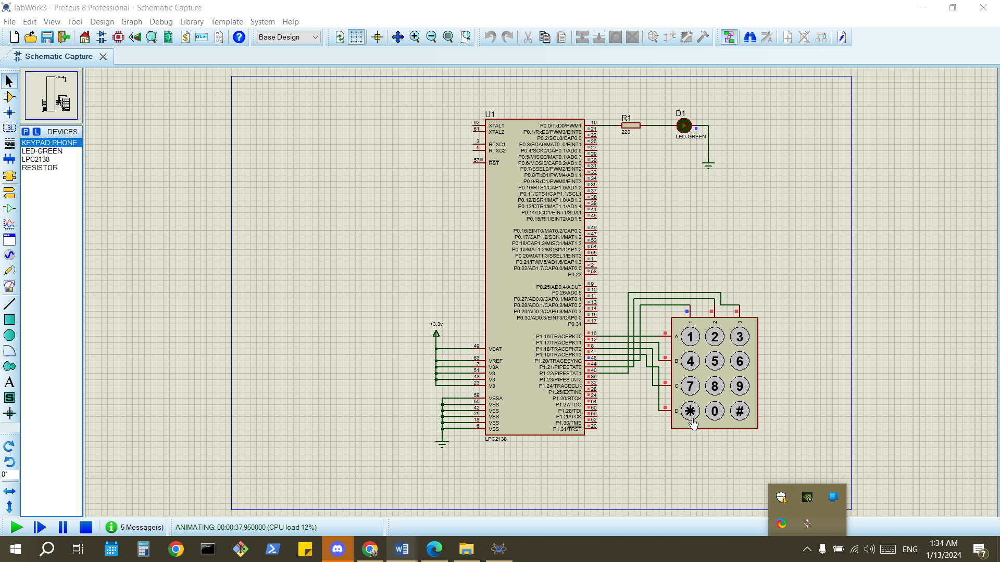 labWork3 - Proteus 8 Professional - Schematic Capture
File Edit View Tool Design Graph Debug Library Template System Help
Base Design
Schematic Capture
P L DEVICES
KEYPAD-PHONE
LED-GREEN
LPC2138
RESISTOR
LBL
A
S
0°
U1
62 XTAL1
61 XTAL2
3 RTXC1
5 RTXC2
57 RST
49 VBAT
63 VREF
7 V3A
51 V3
43 V3
23 V3
59 VSSA
50 VSS
42 VSS
25 VSS
18 VSS
6 VSS
+3.3v
P0.0/TxD0/PWM1 19
P0.1/RxD0/PWM3/EINT0 21
P0.2/SCL0/CAP0.0 22
P0.3/SDA0/MAT0..0/EINT1 26
P0.4/SCK0/CAP0.1/AD0.6 27
P0.5/MISO0/MAT0.1/AD0.7 29
P0.6/MOSI0/CAP0.2/AD1.0 30
P0.7/SSEL0/PWM2/EINT2 31
P0.8/TxD1/PWM4/AD1.1 33
P0.9/RxD1/PWM6/EINT3 34
P0.10/RTS1/CAP1.0/AD1.2 35
P0.11/CTS1/CAP1.1/SCL1 37
P0.12/DSR1/MAT1.0/AD1.3 38
P0.13/DTR1/MAT1.1/AD1.4 39
P0.14/DCD1/EINT1/SDA1 41
P0.15/RI1/EINT2/AD1.5 45
P0.16/EINT0/MAT0.2/CAP0.2 46
P0.17/CAP1.2/SCK1/MAT1.2 47
P0.18/CAP1.3/MISO1/MAT1.3 53
P0.19/MAT1.2/MOSI1/CAP1.2 54
P0.20/MAT1.3/SSEL1/EINT3 55
P0.21/PWM5/AD1.6/CAP1.3 1
P0.22/AD1.7/CAP0.0/MAT0.0 2
P0.23 58
P0.25/AD0.4/AOUT 9
P0.26/AD0.5 10
P0.27/AD0.0/CAP0.1/MAT0.1 11
P0.28/AD0.1/CAP0.2/MAT0.2 13
P0.29/AD0.2/CAP0.3/MAT0.3 14
P0.30/AD0.3/EINT3/CAP0.0 15
P0.31 17
P1.16/TRACEPKT0 16
P1.17/TRACEPKT1 12
P1.18/TRACEPKT2 8
P1.19/TRACEPKT3 4
P1.20/TRACESYNC 48
P1.21/PIPESTAT0 44
P1.22/PIPESTAT1 40
P1.23/PIPESTAT2 36
P1.24/TRACECLK 32
P1.25/EXTIN0 28
P1.26/RTCK 24
P1.27/TDO 64
P1.28/TDI 60
P1.29/TCK 56
P1.30/TMS 52
P1.31/TRST 20
LPC2138
R1
220
D1
LED-GREEN
1 2 3
A 1 2 3
B 4 5 6
C 7 8 9
D * 0 #
5 Message(s)
ANIMATING: 00:00:37.950000 (CPU load 12%)
ENG
1:34 AM
1/13/2024
7